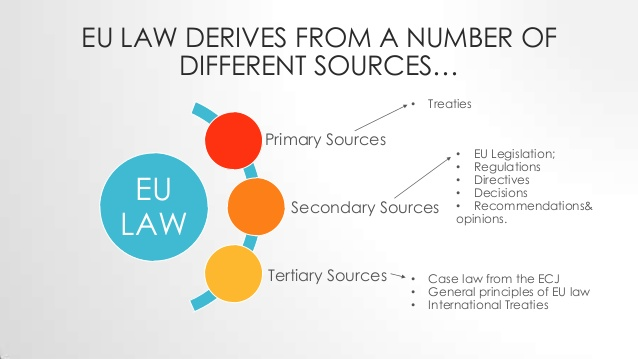 EU LAW DERIVES FROM A NUMBER OF
DIFFERENT SOURCES…
EU
LAW
Primary Sources
• Treaties
Secondary Sources
• EU Legislation;
• Regulations
• Directives
• Decisions
• Recommendations&
opinions.
Tertiary Sources
• Case law from the ECJ
• General principles of EU law
• International Treaties